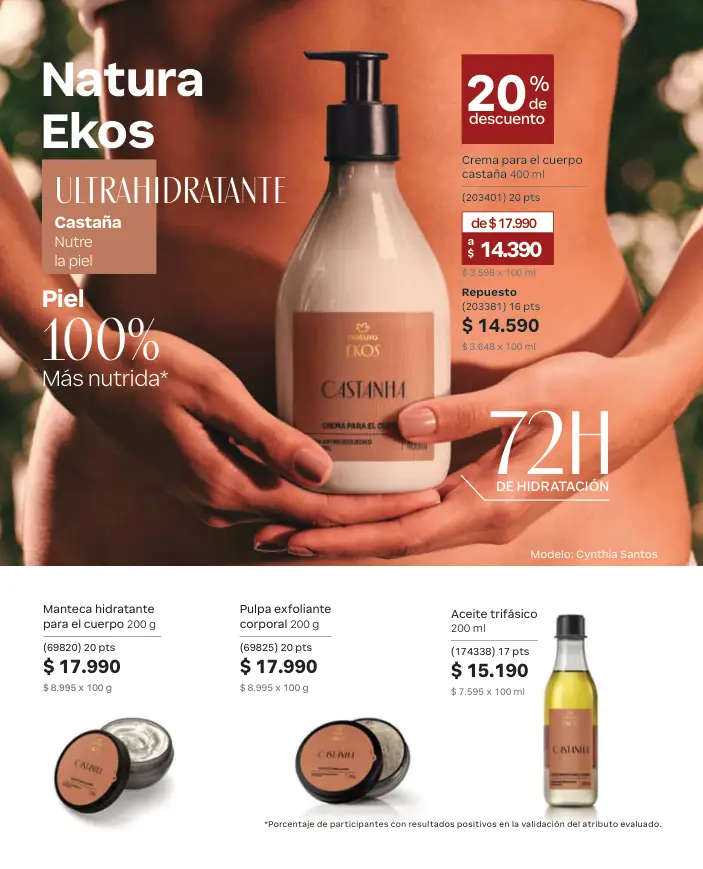 Natura
Ekos
ULTRAHIDRATANTE
Castaña
Nutre
la piel
Piel
100%
Más nutrida*
20% de
descuento
Crema para el cuerpo
castaña 400 ml
(203401) 20 pts
de $ 17.990
a $ 14.390
$ 3.598 x 100 ml
Repuesto
(203381) 16 pts
$ 14.590
$ 3.648 x 100 ml
natura
EKOS
CASTANHA
CREMA PARA EL
72H
DE HIDRATACIÓN
Modelo: Cynthia Santos
Manteca hidratante
para el cuerpo 200 g
(69820) 20 pts
$ 17.990
$ 8.995 x 100 g
Pulpa exfoliante
corporal 200 g
(69825) 20 pts
$ 17.990
$ 8.995 x 100 g
Aceite trifásico
200 ml
(174338) 17 pts
$ 15.190
$ 7.595 x 100 ml
CASTANHA
CASTANHA
EKOS
CASTANHA
*Porcentaje de participantes con resultados positivos en la validación del atributo evaluado.